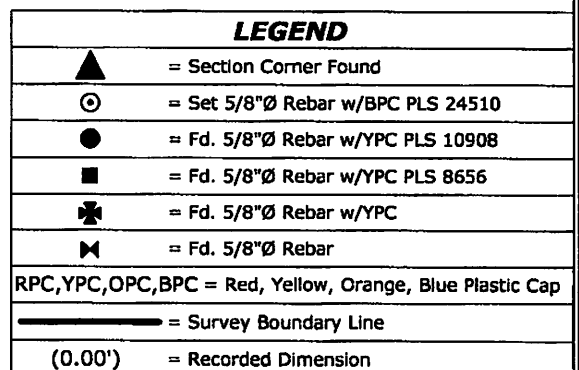 LEGEND
= Section Corner Found
= Set 5/8"Ø Rebar w/BPC PLS 24510
= Fd. 5/8"Ø Rebar w/YPC PLS 10908
= Fd. 5/8"Ø Rebar w/YPC PLS 8656
= Fd. 5/8"Ø Rebar w/YPC
= Fd. 5/8"Ø Rebar
RPC,YPC,OPC,BPC = Red, Yellow, Orange, Blue Plastic Cap
= Survey Boundary Line
(0.00') = Recorded Dimension